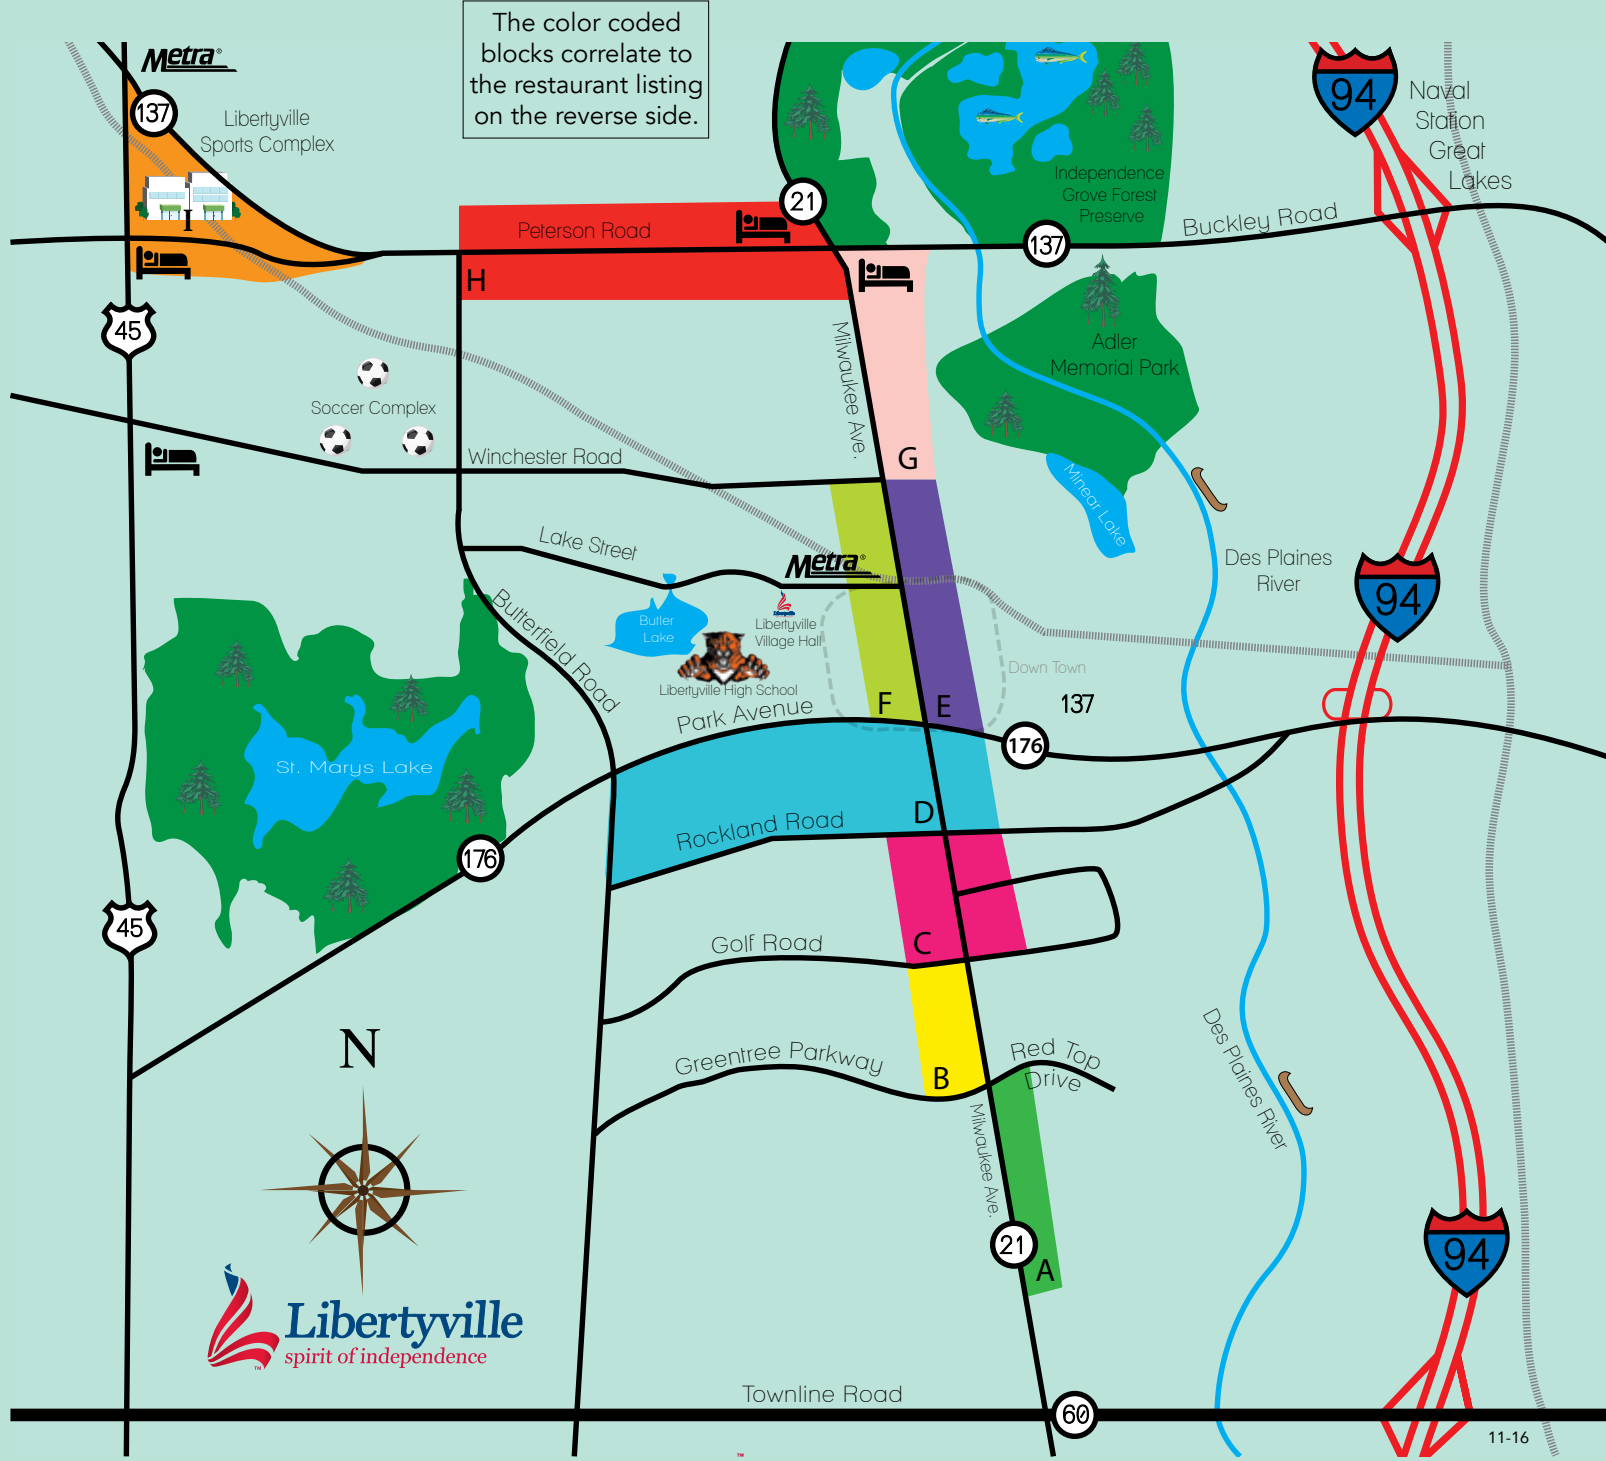 The color coded
blocks correlate to
the restaurant listing
on the reverse side.
Metra®
137
Libertyville
Sports Complex
I
94
Naval
Station
Great
Lakes
Independence
Grove Forest
Preserve
21
Peterson Road
137
Buckley Road
H
45
Milwaukee Ave.
Adler
Memorial Park
Soccer Complex
Winchester Road
G
Minear Lake
Lake Street
Metra®
Des Plaines
River
94
Butterfield Road
Butler
Lake
Libertyville
Libertyville
Village Hall
Libertyville High School
Down Town
Park Avenue
F
E
137
176
St. Marys Lake
D
Rockland Road
176
45
Golf Road
C
N
Greentree Parkway
B
Red Top
Drive
Des Plaines River
Milwaukee Ave.
21
A
94
Libertyville
spirit of independence
™
Townline Road
60
11-16
™